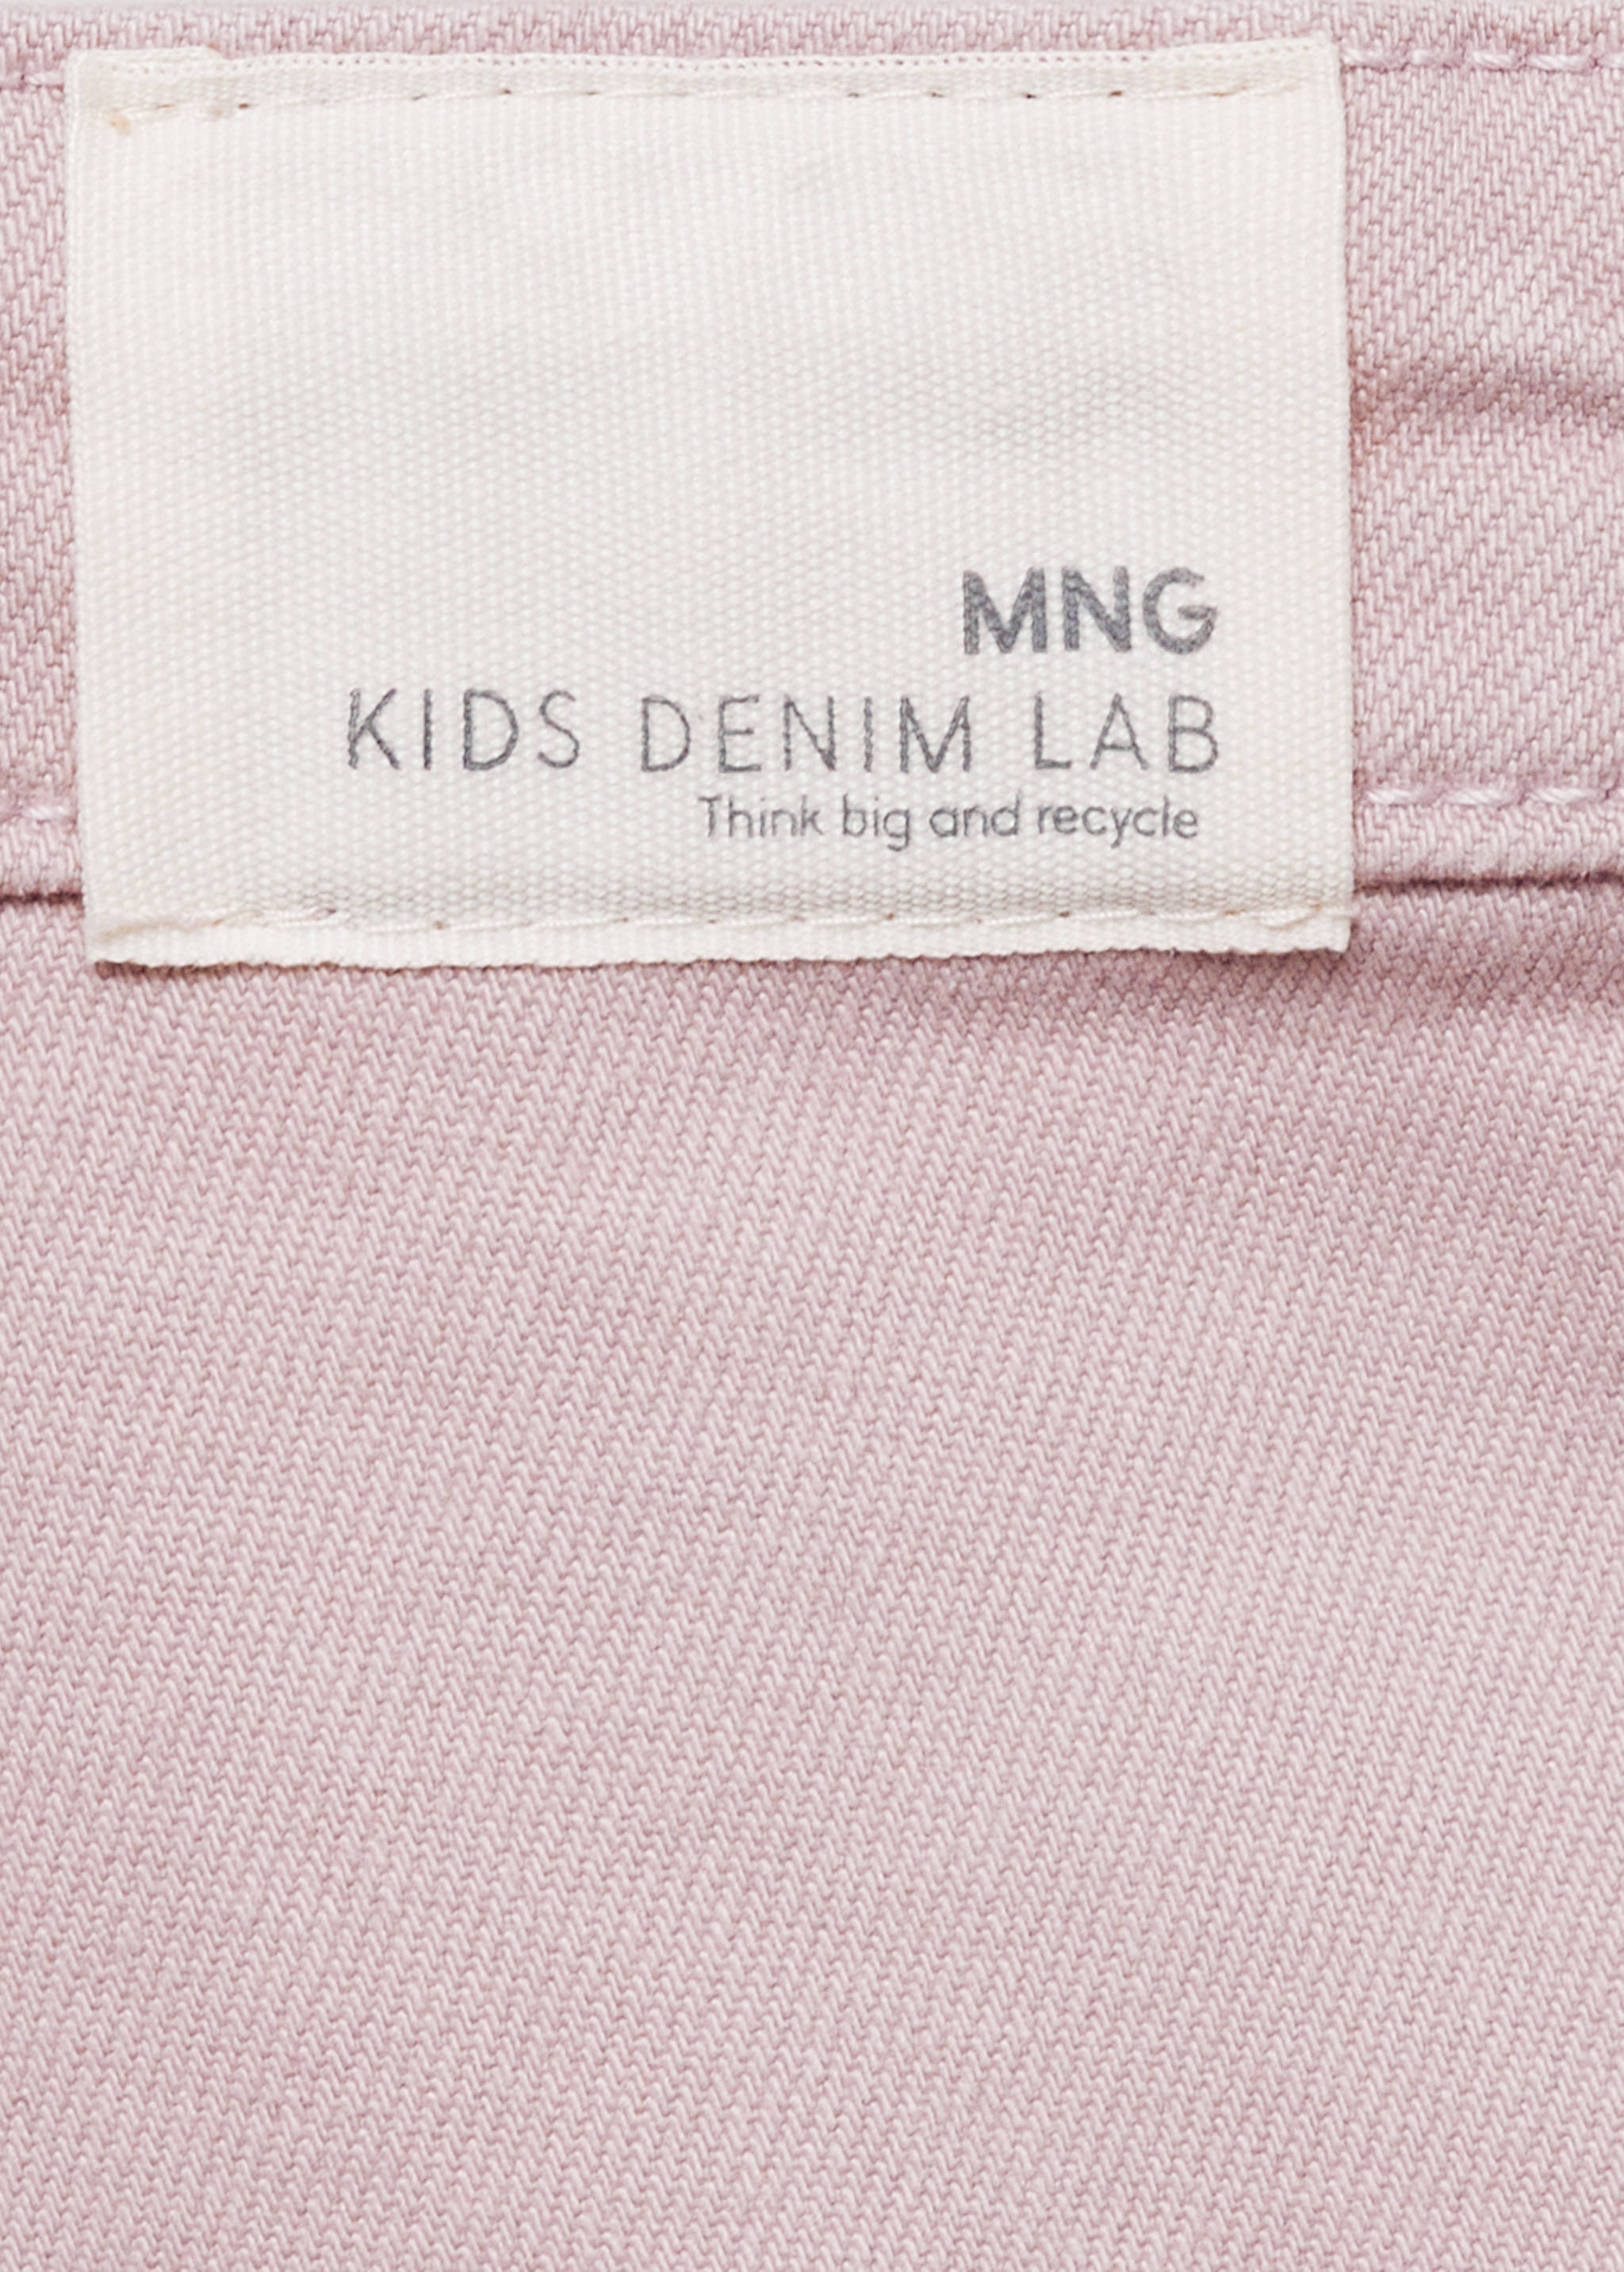 MNG
KIDS DENIM LAB
Think big and recycle